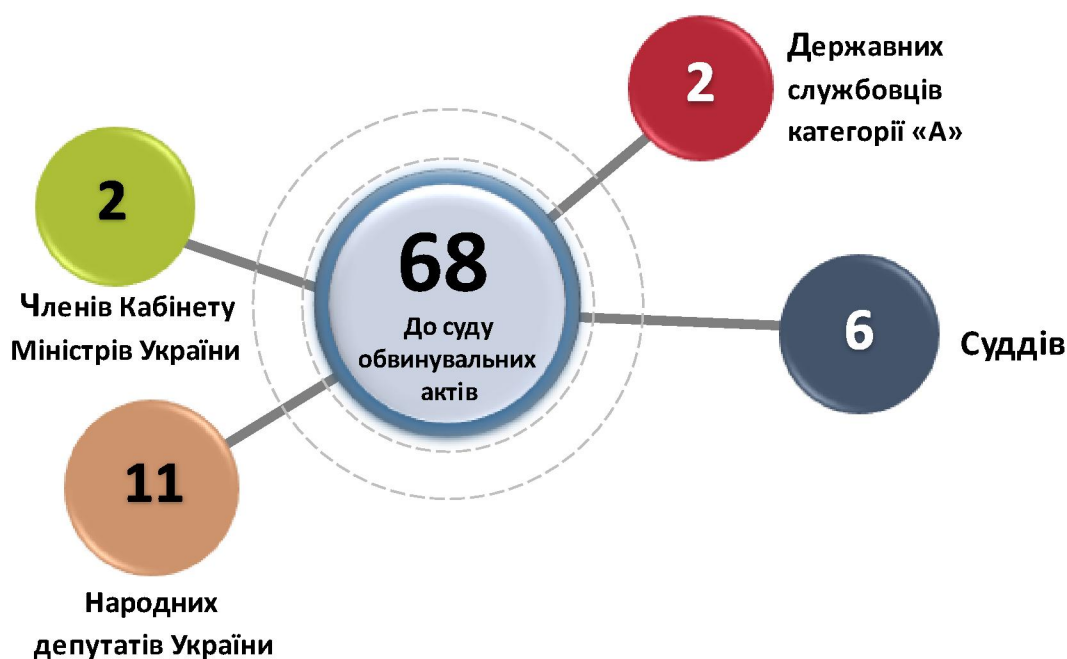 2
Державних
службовців
категорії «А»
2
Членів Кабінету
Міністрів України
68
До суду
обвинувальних
актів
6
Суддів
11
Народних
депутатів України